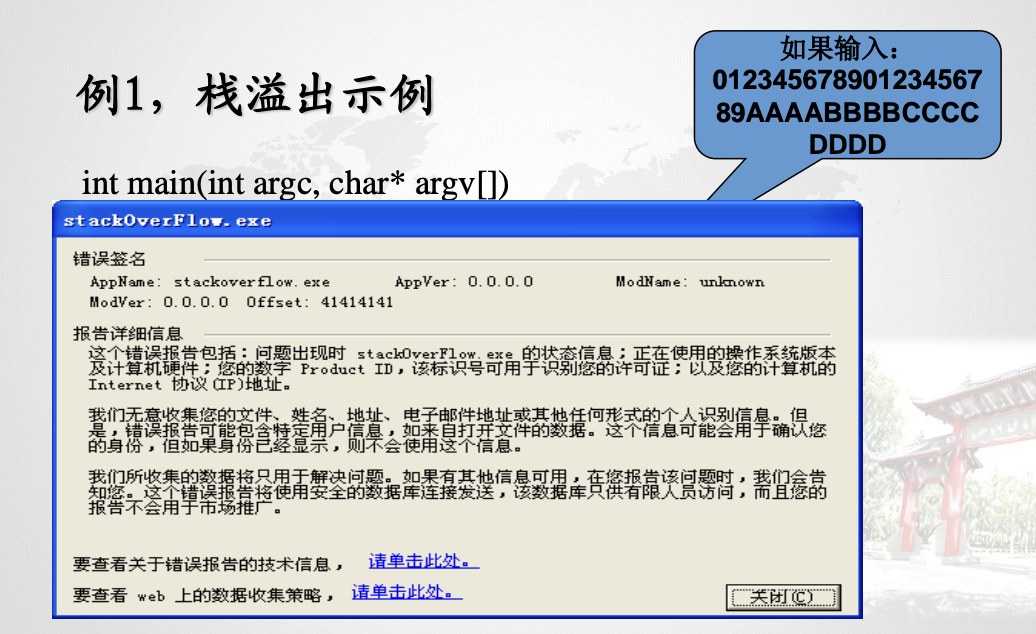 如果输入：
012345678901234567
89AAAABBBBCCCC
DDDD
例1，栈溢出示例
int main(int argc, char* argv[])
stackOverFlow.exe
错误签名
AppName: stackoverflow.exe AppVer: 0.0.0.0 ModName: unknown
ModVer: 0.0.0.0 Offset: 41414141
报告详细信息
这个错误报告包括：问题出现时 stackOverFlow.exe 的状态信息；正在使用的操作系统版本
及计算机硬件；您的数字 Product ID，该标识号可用于识别您的许可证；以及您的计算机的
Internet 协议(IP)地址。
我们无意收集您的文件、姓名、地址、电子邮件地址或其他任何形式的个人识别信息。但
是，错误报告可能包含特定用户信息，如来自打开文件的数据。这个信息可能会用于确认您
的身份，但如果身份已经显示，则不会使用这个信息。
我们所收集的数据将只用于解决问题。如果有其他信息可用，在您报告该问题时，我们会告
知您。这个错误报告将使用安全的数据库连接发送，该数据库只供有限人员访问，而且您的
报告不会用于市场推广。
要查看关于错误报告的技术信息， 请单击此处。
要查看 web 上的数据收集策略， 请单击此处。
关闭(C)